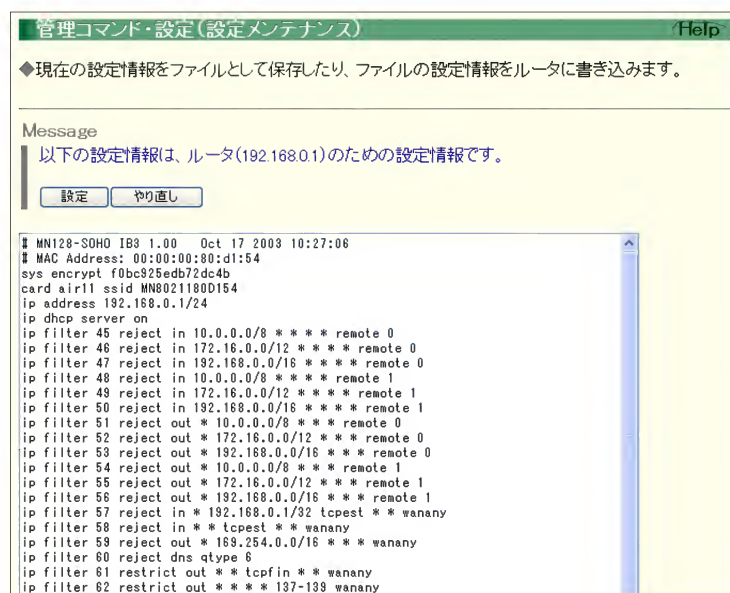 管理コマンド・設定(設定メンテナンス)
Help
◆現在の設定情報をファイルとして保存したり、ファイルの設定情報をルータに書き込みます。
Message
以下の設定情報は、ルータ(192.168.0.1)のための設定情報です。
設定 やり直し
# MN128-SOHO IB3 1.00 Oct 17 2003 10:27:06
# MAC Address: 00:00:00:80:d1:54
sys encrypt f0bc925edb72dc4b
card air11 ssid MN8021180D154
ip address 192.168.0.1/24
ip dhcp server on
ip filter 45 reject in 10.0.0.0/8 * * * * remote 0
ip filter 46 reject in 172.16.0.0/12 * * * * remote 0
ip filter 47 reject in 192.168.0.0/16 * * * * remote 0
ip filter 48 reject in 10.0.0.0/8 * * * * remote 1
ip filter 49 reject in 172.16.0.0/12 * * * * remote 1
ip filter 50 reject in 192.168.0.0/16 * * * * remote 1
ip filter 51 reject out * 10.0.0.0/8 * * * remote 0
ip filter 52 reject out * 172.16.0.0/12 * * * remote 0
ip filter 53 reject out * 192.168.0.0/16 * * * remote 0
ip filter 54 reject out * 10.0.0.0/8 * * * remote 1
ip filter 55 reject out * 172.16.0.0/12 * * * remote 1
ip filter 56 reject out * 192.168.0.0/16 * * * remote 1
ip filter 57 reject in * 192.168.0.1/32 tcpest * * wanany
ip filter 58 reject in * * tcpest * * wanany
ip filter 59 reject out * 169.254.0.0/16 * * * wanany
ip filter 60 reject dns qtype 6
ip filter 61 restrict out * * tcpfin * * wanany
ip filter 62 restrict out * * * * 137-139 wanany